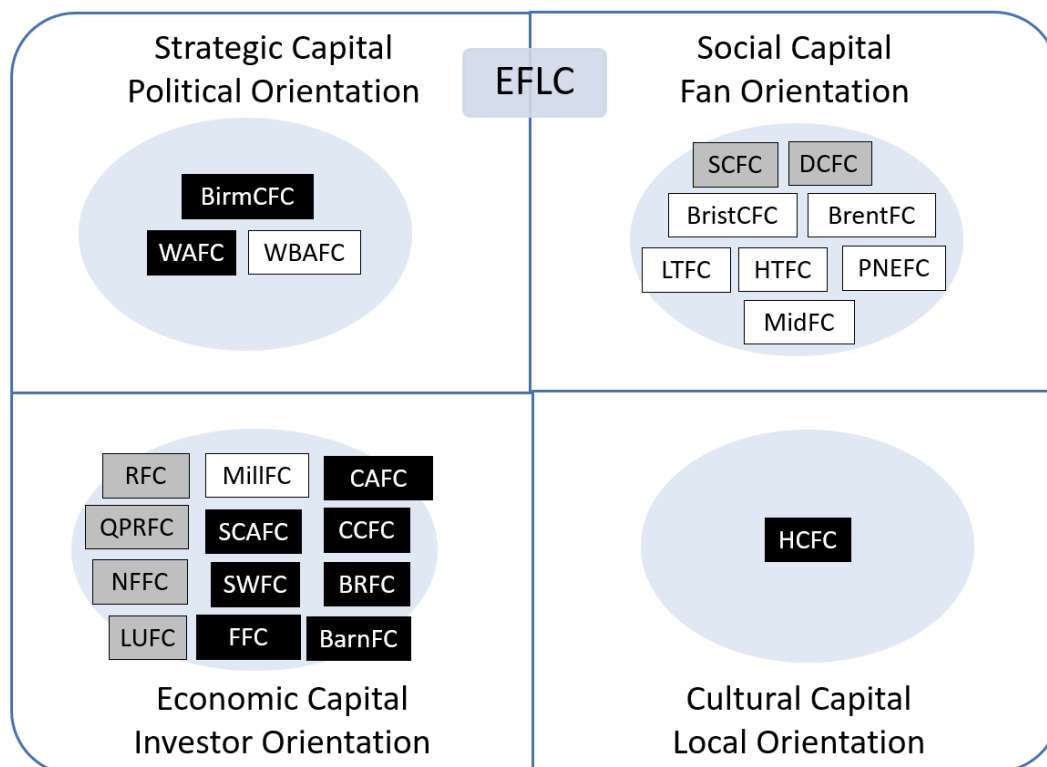 Strategic Capital
Political Orientation
EFLC
Social Capital
Fan Orientation
BirmCFC
WAFC WBAFC
SCFC DCFC
BristCFC BrentFC
LTFC HTFC PNEFC
MidFC
RFC MillFC CAFC
QPRFC SCAFC CCFC
NFFC SWFC BRFC
LUFC FFC BarnFC
Economic Capital
Investor Orientation
HCFC
Cultural Capital
Local Orientation